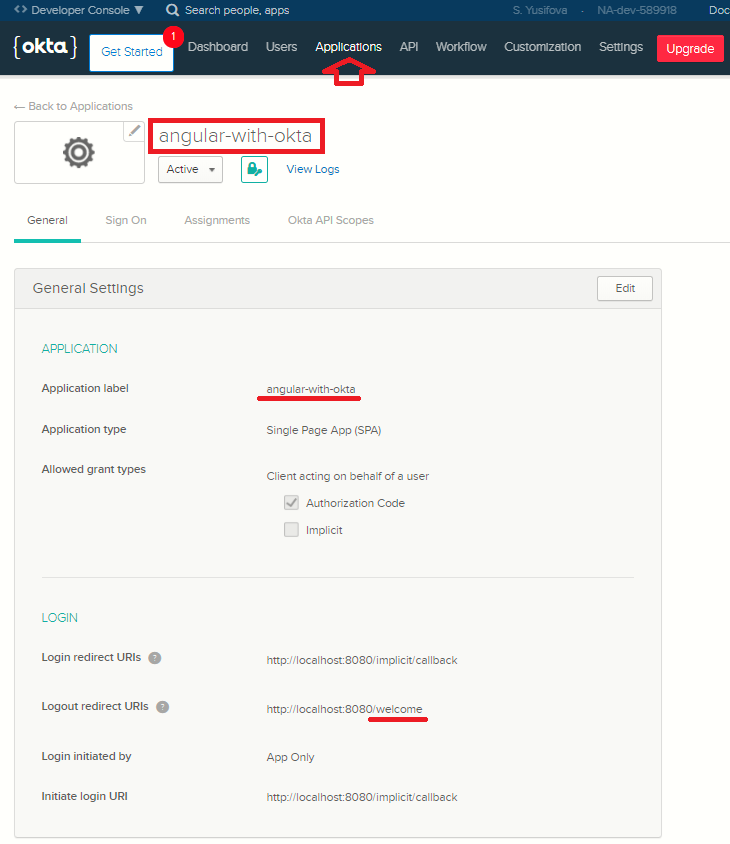 <> Developer Console ▼ Search people, apps S. Yusifova · NA-dev-589918 Doc
{okta} Get Started 1 Dashboard Users Applications API Workflow Customization Settings Upgrade
← Back to Applications
angular-with-okta
Active ▼ View Logs
General Sign On Assignments Okta API Scopes
General Settings Edit
APPLICATION
Application label angular-with-okta
Application type Single Page App (SPA)
Allowed grant types
Client acting on behalf of a user
Authorization Code
Implicit
LOGIN
Login redirect URIs ? http://localhost:8080/implicit/callback
Logout redirect URIs ? http://localhost:8080/welcome
Login initiated by App Only
Initiate login URI http://localhost:8080/implicit/callback